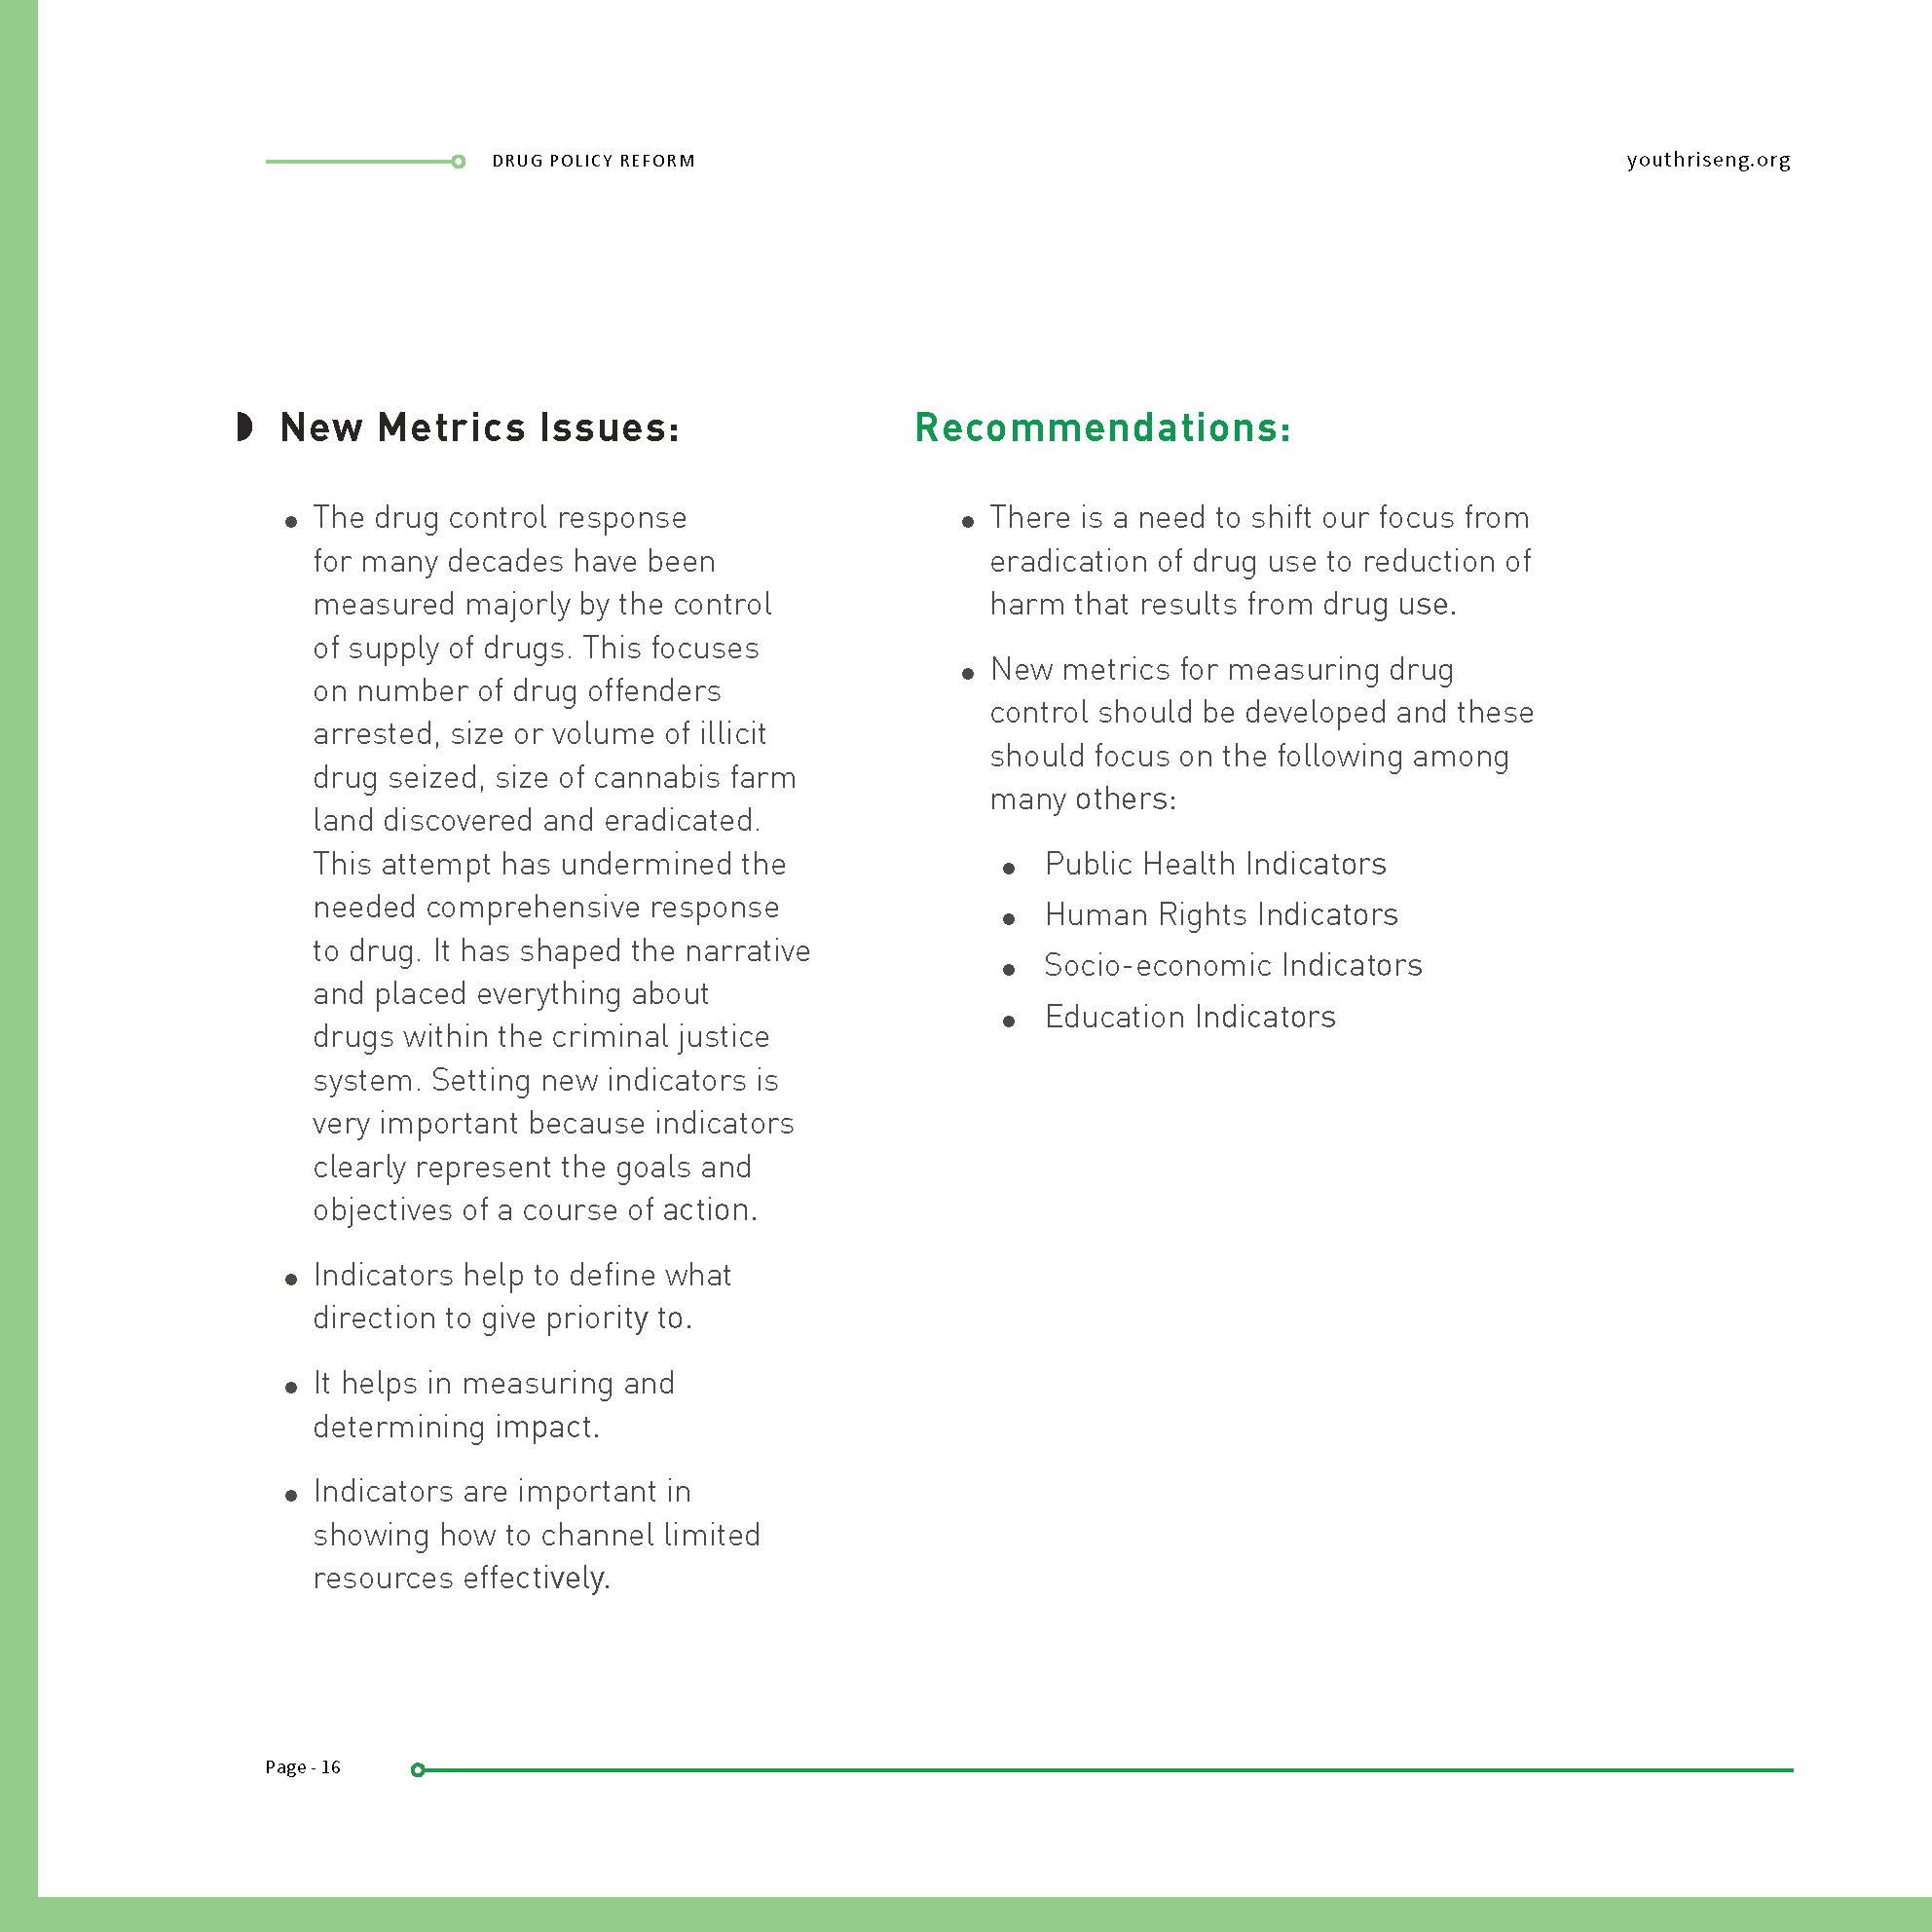 DRUG POLICY REFORM
youthriseng.org
New Metrics Issues:
The drug control response
for many decades have been
measured majorly by the control
of supply of drugs. This focuses
on number of drug offenders
arrested, size or volume of illicit
drug seized, size of cannabis farm
land discovered and eradicated.
This attempt has undermined the
needed comprehensive response
to drug. It has shaped the narrative
and placed everything about
drugs within the criminal justice
system. Setting new indicators is
very important because indicators
clearly represent the goals and
objectives of a course of action.
Indicators help to define what
direction to give priority to.
It helps in measuring and
determining impact.
Indicators are important in
showing how to channel limited
resources effectively.
Recommendations:
There is a need to shift our focus from
eradication of drug use to reduction of
harm that results from drug use.
New metrics for measuring drug
control should be developed and these
should focus on the following among
many others:
Public Health Indicators
Human Rights Indicators
Socio-economic Indicators
Education Indicators
Page - 16